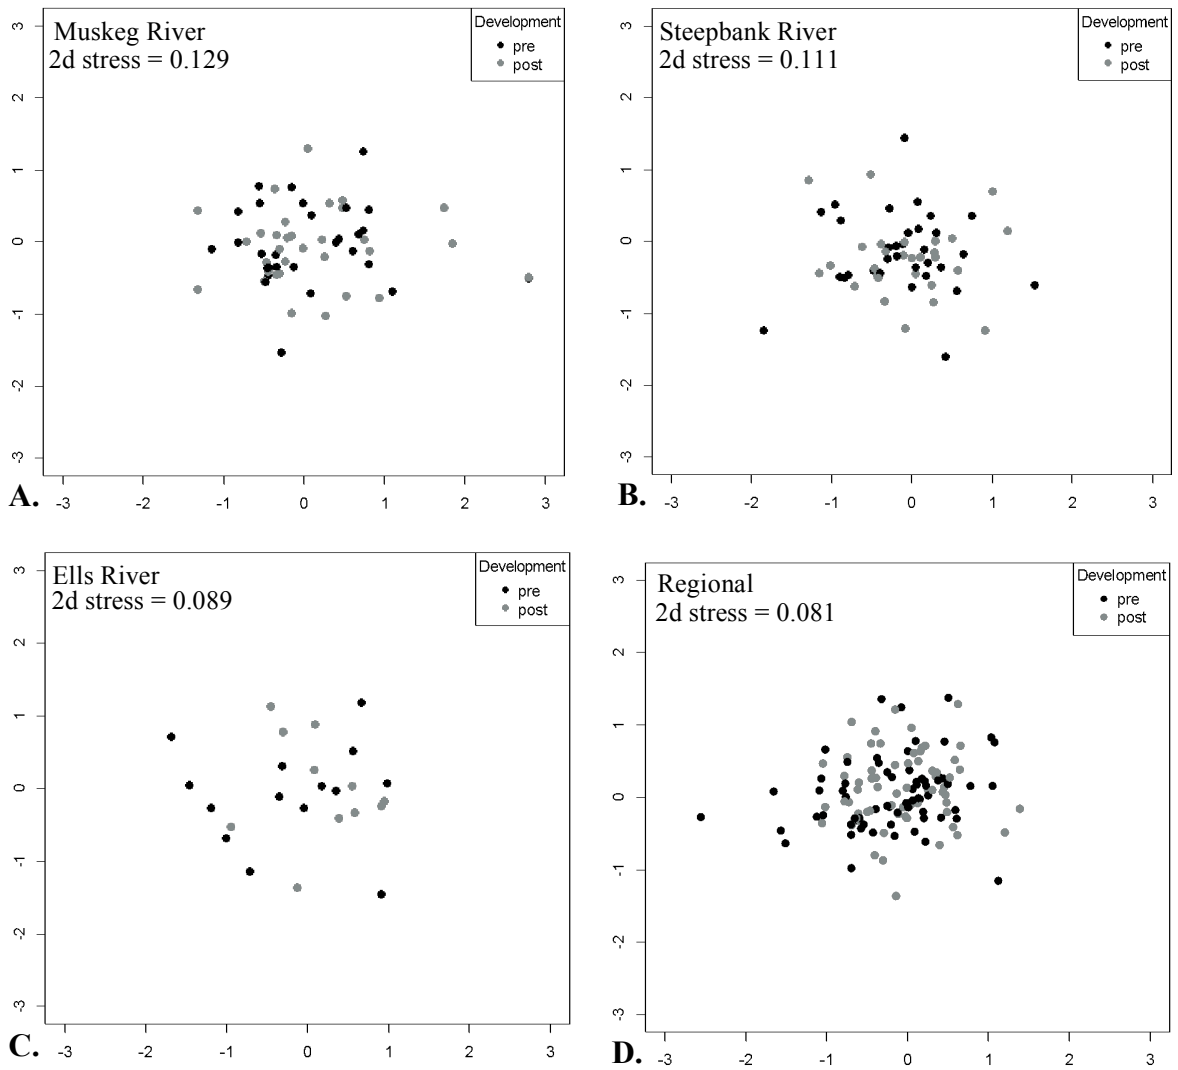 Muskeg River
2d stress = 0.129
Development
pre
post
3
2
1
0
-1
-2
-3
-3 -2 -1 0 1 2 3
A.
Steepbank River
2d stress = 0.111
Development
pre
post
3
2
1
0
-1
-2
-3
-3 -2 -1 0 1 2 3
B.
Ells River
2d stress = 0.089
Development
pre
post
3
2
1
0
-1
-2
-3
-3 -2 -1 0 1 2 3
C.
Regional
2d stress = 0.081
Development
pre
post
3
2
1
0
-1
-2
-3
-3 -2 -1 0 1 2 3
D.